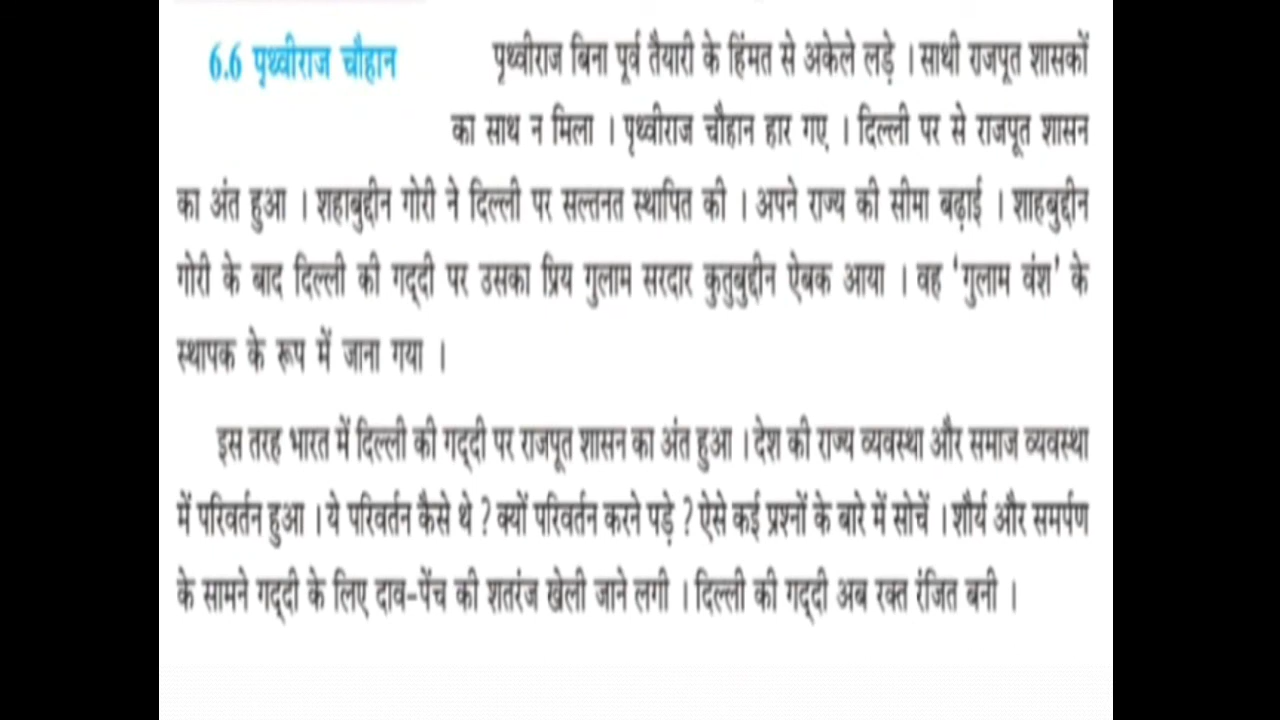 6.6 पृथ्वीराज चौहान
पृथ्वीराज बिना पूर्व तैयारी के हिंमत से अकेले लड़े । साथी राजपूत शासकों
का साथ न मिला । पृथ्वीराज चौहान हार गए । दिल्ली पर से राजपूत शासन
का अंत हुआ । शहाबुद्दीन गोरी ने दिल्ली पर सल्तनत स्थापित की । अपने राज्य की सीमा बढ़ाई । शाहबुद्दीन
गोरी के बाद दिल्ली की गद्दी पर उसका प्रिय गुलाम सरदार कुतुबुद्दीन ऐबक आया । वह 'गुलाम वंश' के
स्थापक के रूप में जाना गया ।
इस तरह भारत में दिल्ली की गद्दी पर राजपूत शासन का अंत हुआ । देश की राज्य व्यवस्था और समाज व्यवस्था
में परिवर्तन हुआ । ये परिवर्तन कैसे थे ? क्यों परिवर्तन करने पड़े ? ऐसे कई प्रश्नों के बारे में सोचें । शौर्य और समर्पण
के सामने गद्दी के लिए दाव-पेंच की शतरंज खेली जाने लगी । दिल्ली की गद्दी अब रक्त रंजित बनी ।